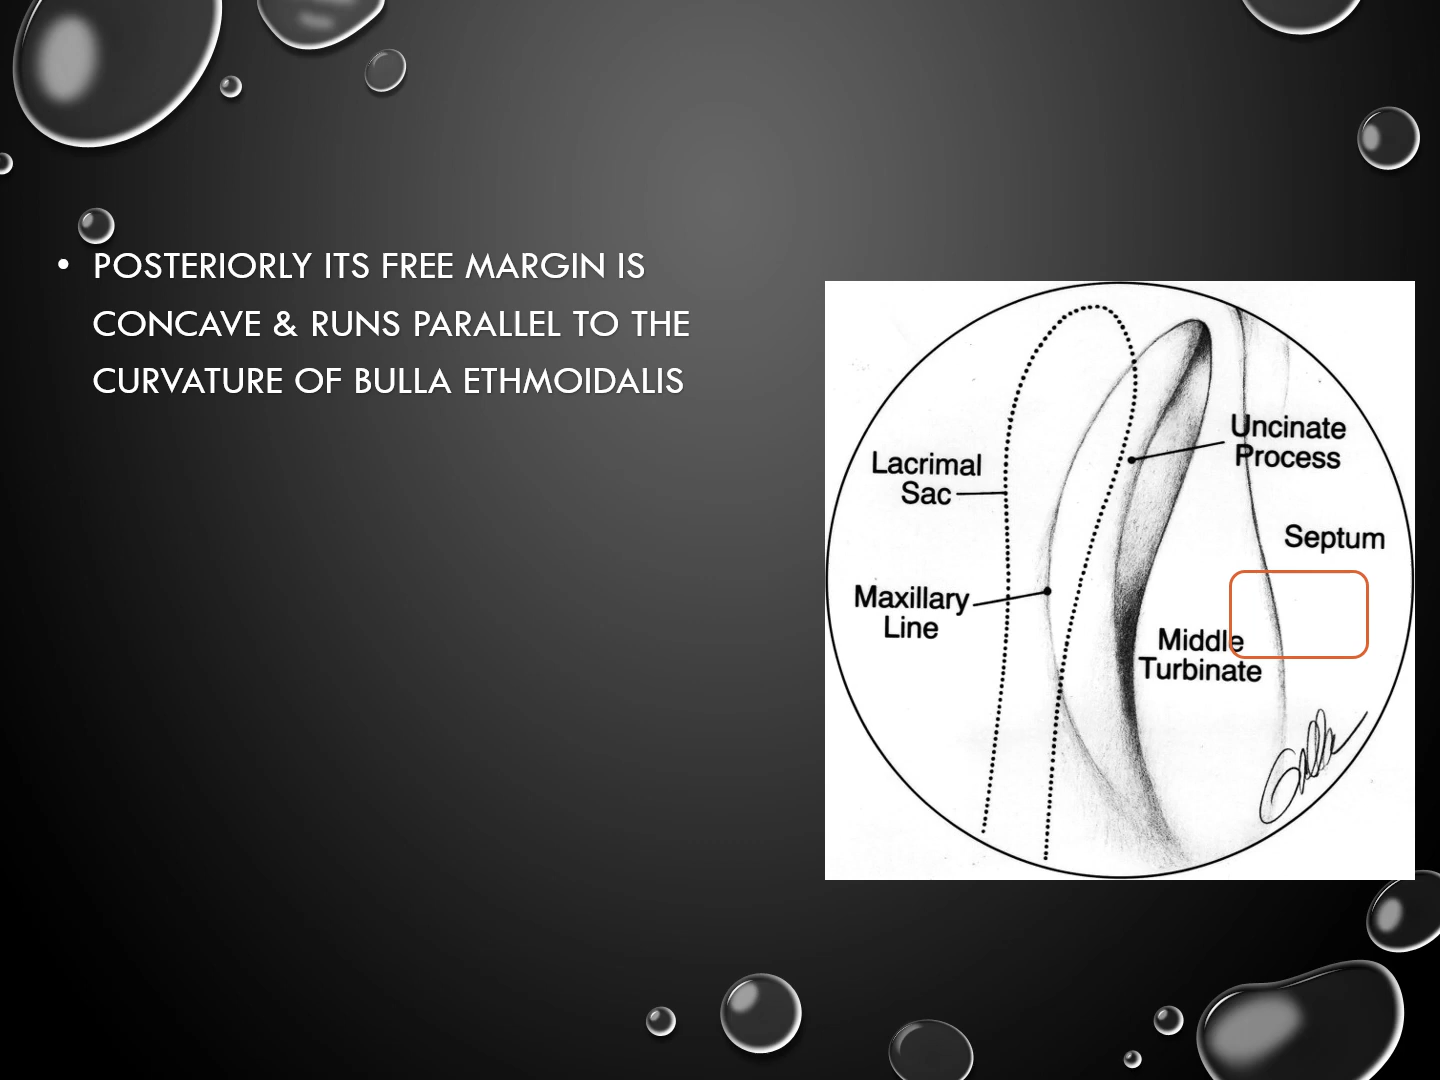 • POSTERIORLY ITS FREE MARGIN IS
CONCAVE & RUNS PARALLEL TO THE
CURVATURE OF BULLA ETHMOIDALIS
Uncinate
Process
Lacrimal
Sac
Septum
Maxillary
Line
Middle
Turbinate